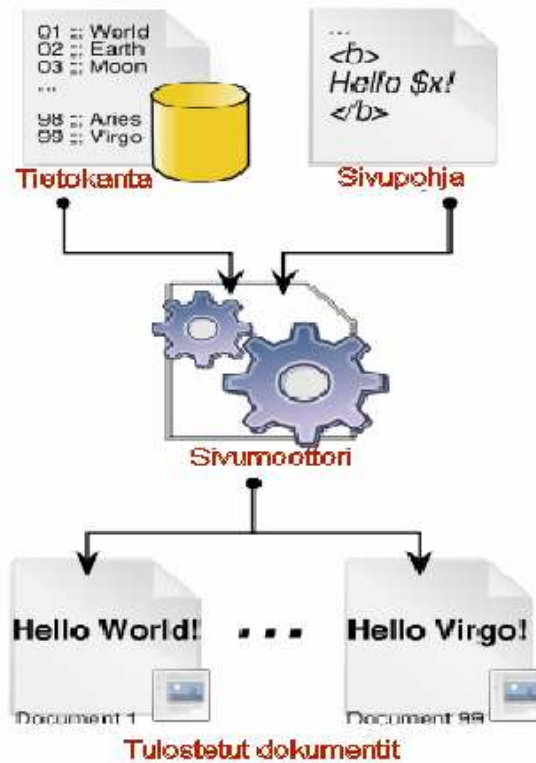 01 ::: World
02 ::: Earth
03 ::: Moon
...
98 ::: Aries
99 ::: Virgo
Tietokanta
...
<b>
Hello $x!
</b>
Sivupohja
Sivumoottori
Hello World!
Document 1
...
Hello Virgo!
Document 99
Tulostetut dokumentit